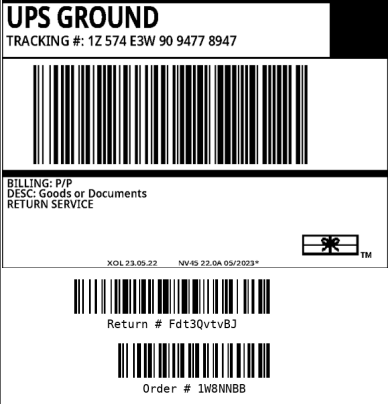 UPS GROUND
TRACKING #: 1Z 574 E3W 90 9477 8947
BILLING: P/P
DESC: Goods or Documents
RETURN SERVICE
TM
XOL 23.05.22 NV45 22.0A 05/2023*
Return # Fdt3QvtvBJ
Order # 1W8NNBB